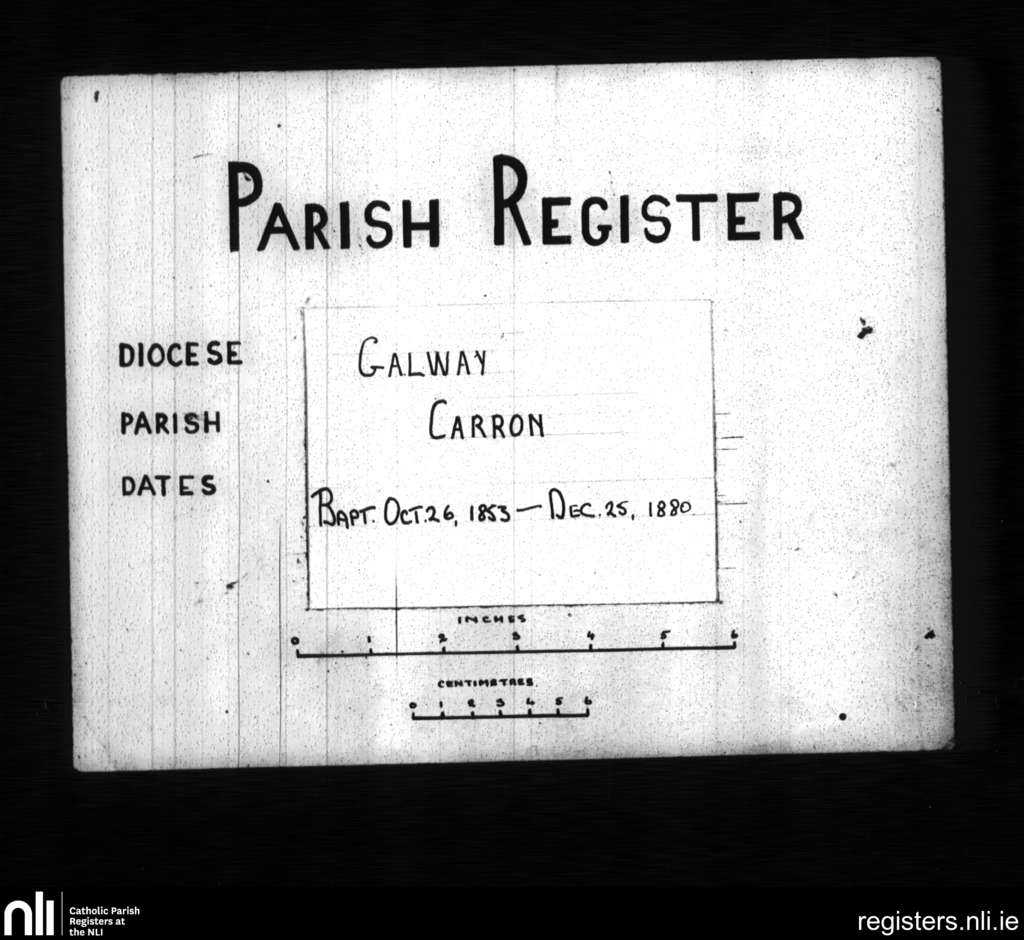 PARISH REGISTER
DIOCESE GALWAY
PARISH CARRON
DATES BAPT. OCT. 26, 1853 — DEC. 25, 1880
INCHES
0 1 2 3 4 5 6
CENTIMETRES
0 1 2 3 4 5 6
nli Catholic Parish
Registers at
the NLI
registers.nli.ie